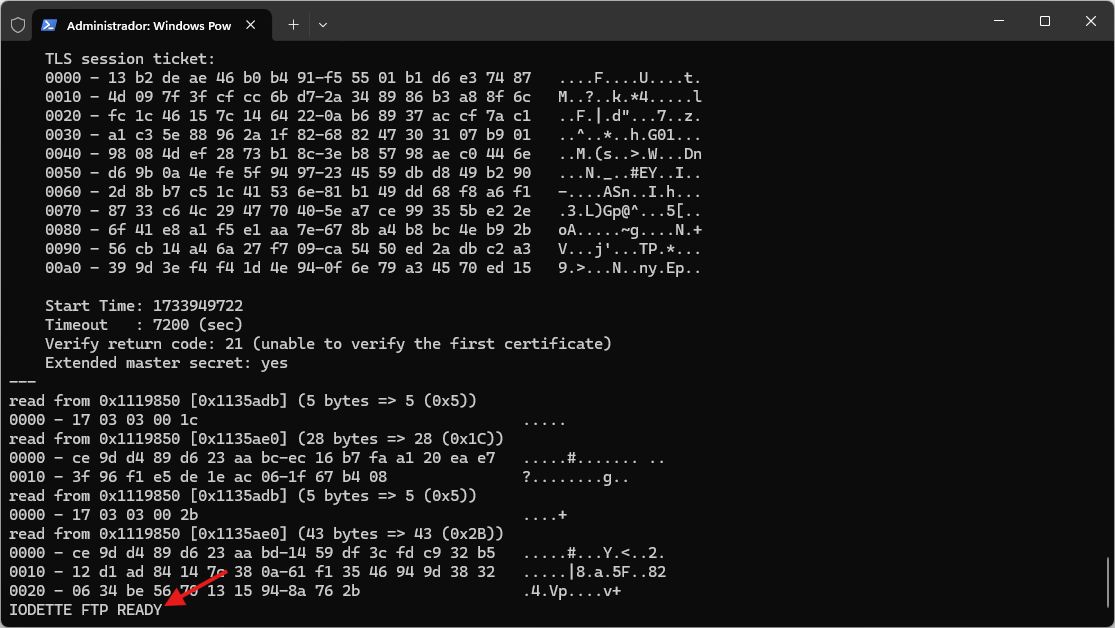 Administrador: Windows Pow
TLS session ticket:
0000 - 13 b2 de ae 46 b0 b4 91-f5 55 01 b1 d6 e3 74 87   ....F....U....t.
0010 - 4d 09 7f 3f cf cc 6b d7-2a 34 89 86 b3 a8 8f 6c   M..?..k.*4.....l
0020 - fc 1c 46 15 7c 14 64 22-0a b6 89 37 ac cf 7a c1   ..F.|.d"...7..z.
0030 - a1 c3 5e 88 96 2a 1f 82-68 82 47 30 31 07 b9 01   ..^..*..h.G01...
0040 - 98 08 4d ef 28 73 b1 8c-3e b8 57 98 ae c0 44 6e   ..M.(s..>.W...Dn
0050 - d6 9b 0a 4e fe 5f 94 97-23 45 59 db d8 49 b2 90   ...N._..#EY..I..
0060 - 2d 8b b7 c5 1c 41 53 6e-81 b1 49 dd 68 f8 a6 f1   -....ASn..I.h...
0070 - 87 33 c6 4c 29 47 70 40-5e a7 ce 99 35 5b e2 2e   .3.L)Gp@^...5[..
0080 - 6f 41 e8 a1 f5 e1 aa 7e-67 8b a4 b8 bc 4e b9 2b   oA.....~g....N.+
0090 - 56 cb 14 a4 6a 27 f7 09-ca 54 50 ed 2a db c2 a3   V...j'...TP.*...
00a0 - 39 9d 3e f4 f4 1d 4e 94-0f 6e 79 a3 45 70 ed 15   9.>...N..ny.Ep..
Start Time: 1733949722
Timeout   : 7200 (sec)
Verify return code: 21 (unable to verify the first certificate)
Extended master secret: yes
---
read from 0x1119850 [0x1135adb] (5 bytes => 5 (0x5))
0000 - 17 03 03 00 1c                                    .....
read from 0x1119850 [0x1135ae0] (28 bytes => 28 (0x1C))
0000 - ce 9d d4 89 d6 23 aa bc-ec 16 b7 fa a1 20 ea e7   .....#....... ..
0010 - 3f 96 f1 e5 de 1e ac 06-1f 67 b4 08               ?........g..
read from 0x1119850 [0x1135adb] (5 bytes => 5 (0x5))
0000 - 17 03 03 00 2b                                    ....+
read from 0x1119850 [0x1135ae0] (43 bytes => 43 (0x2B))
0000 - ce 9d d4 89 d6 23 aa bd-14 59 df 3c fd c9 32 b5   .....#...Y.<..2.
0010 - 12 d1 ad 84 14 7c 38 0a-61 f1 35 46 94 9d 38 32   .....|8.a.5F..82
0020 - 06 34 be 56 70 13 15 94-8a 76 2b                  .4.Vp....v+
IODETTE FTP READY